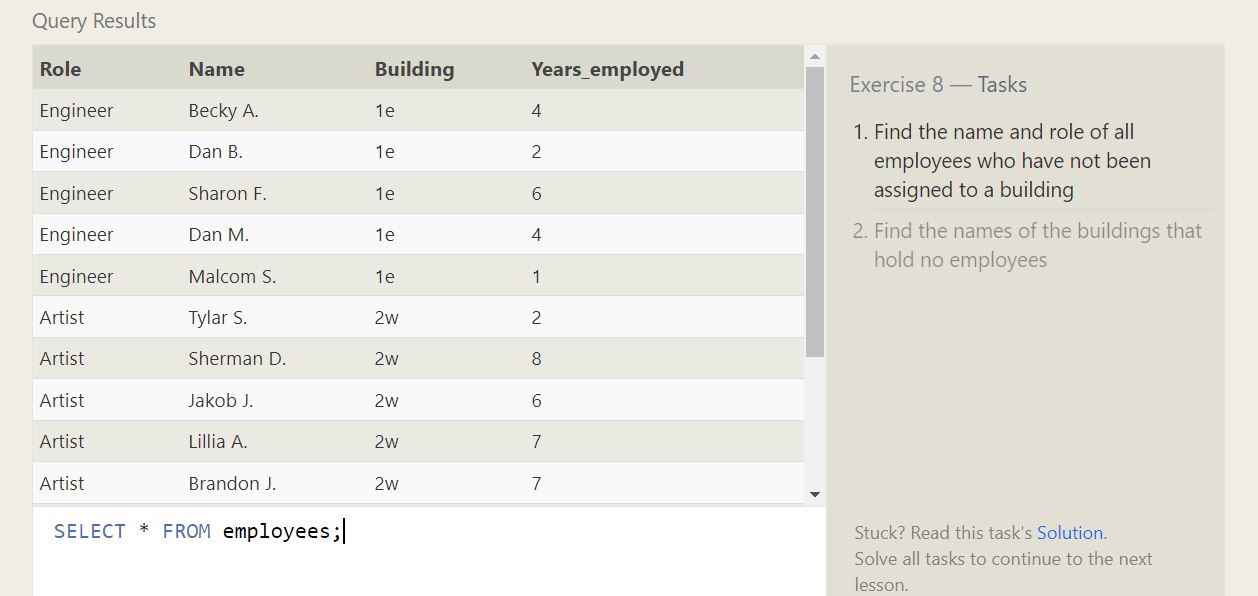 Query Results
Role Name Building Years_employed
Engineer Becky A. 1e 4
Engineer Dan B. 1e 2
Engineer Sharon F. 1e 6
Engineer Dan M. 1e 4
Engineer Malcom S. 1e 1
Artist Tylar S. 2w 2
Artist Sherman D. 2w 8
Artist Jakob J. 2w 6
Artist Lillia A. 2w 7
Artist Brandon J. 2w 7
SELECT * FROM employees;
Exercise 8 — Tasks
1. Find the name and role of all
employees who have not been
assigned to a building
2. Find the names of the buildings that
hold no employees
Stuck? Read this task's Solution.
Solve all tasks to continue to the next
lesson.